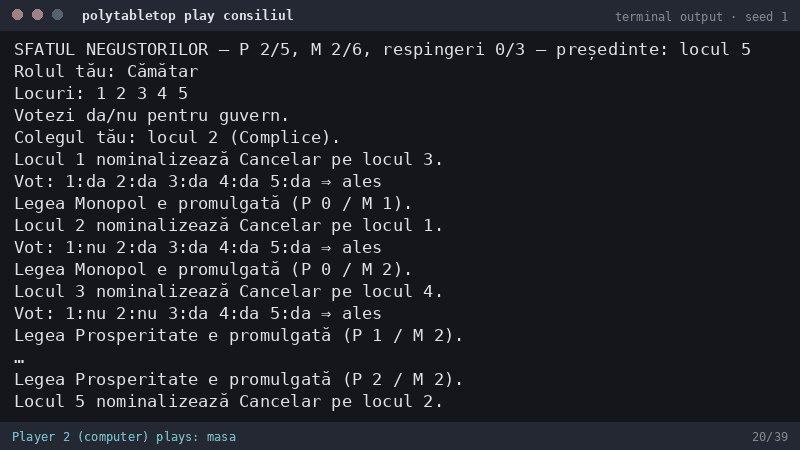 polytabletop play consiliul
terminal output · seed 1
SFATUL NEGUSTORILOR — P 2/5, M 2/6, respingeri 0/3 — președinte: locul 5
Rolul tău: Cămătar
Locuri: 1 2 3 4 5
Votezi da/nu pentru guvern.
Colegul tău: locul 2 (Complice).
Locul 1 nominalizează Cancelar pe locul 3.
Vot: 1:da 2:da 3:da 4:da 5:da ⇒ ales
Legea Monopol e promulgată (P 0 / M 1).
Locul 2 nominalizează Cancelar pe locul 1.
Vot: 1:nu 2:da 3:da 4:da 5:da ⇒ ales
Legea Monopol e promulgată (P 0 / M 2).
Locul 3 nominalizează Cancelar pe locul 4.
Vot: 1:nu 2:nu 3:da 4:da 5:da ⇒ ales
Legea Prosperitate e promulgată (P 1 / M 2).
…
Legea Prosperitate e promulgată (P 2 / M 2).
Locul 5 nominalizează Cancelar pe locul 2.
Player 2 (computer) plays: masa
20/39